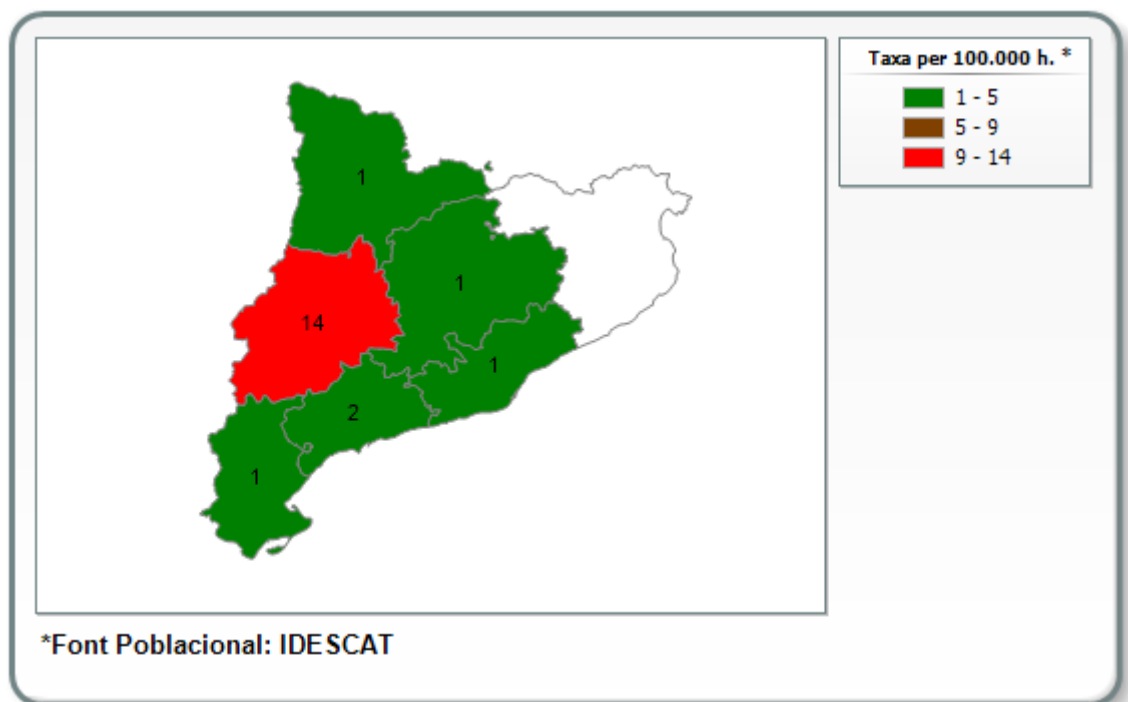 Taxa per 100.000 h. *
1 - 5
5 - 9
9 - 14
1
1
14
1
2
1
*Font Poblacional: IDESCAT